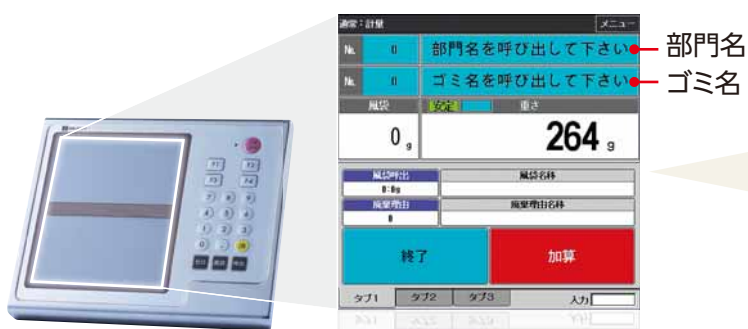 通常:計量 メニュー
No. 0 部門名を呼び出して下さい
部門名
No. 0 ゴミ名を呼び出して下さい
ゴミ名
風袋 安定 重さ
0 g 264 g
風袋呼出 風袋名称
0:0g
廃棄理由 廃棄理由名称
0
終了 加算
タブ1 タブ2 タブ3 入力